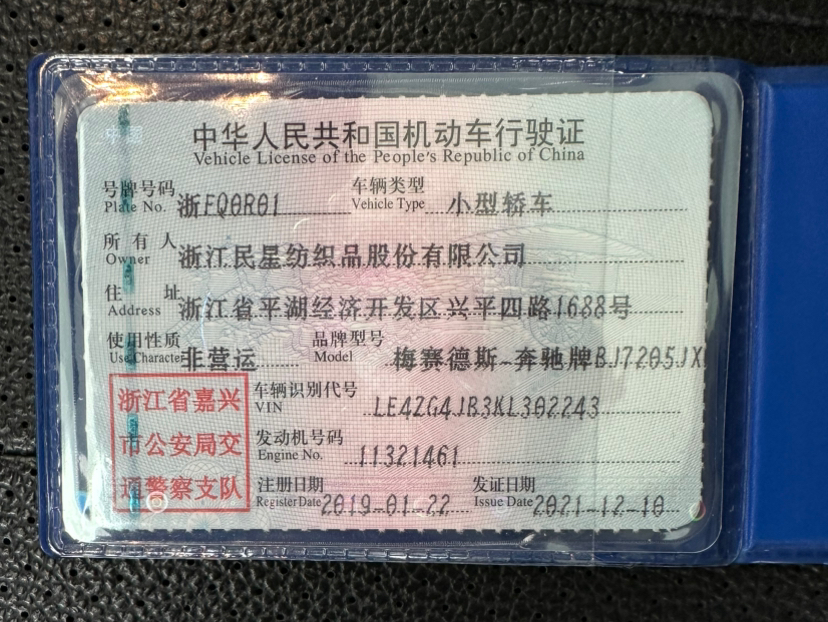 中华人民共和国机动车行驶证
Vehicle License of the People's Republic of China
号牌号码 浙FQ0R01 车辆类型 小型轿车
Plate No. Vehicle Type
所有人 浙江民星纺织品股份有限公司
Owner
住址 浙江省平湖经济开发区兴平四路1688号
Address
使用性质 非营运 品牌型号 梅赛德斯-奔驰牌BJ7205JX
Use Character Model
浙江省嘉兴
市公安局交
通警察支队
车辆识别代号 LE4ZG4JB3KL302243
VIN
发动机号码 11321461
Engine No.
注册日期 2019-01-22 发证日期 2021-12-10
Register Date Issue Date